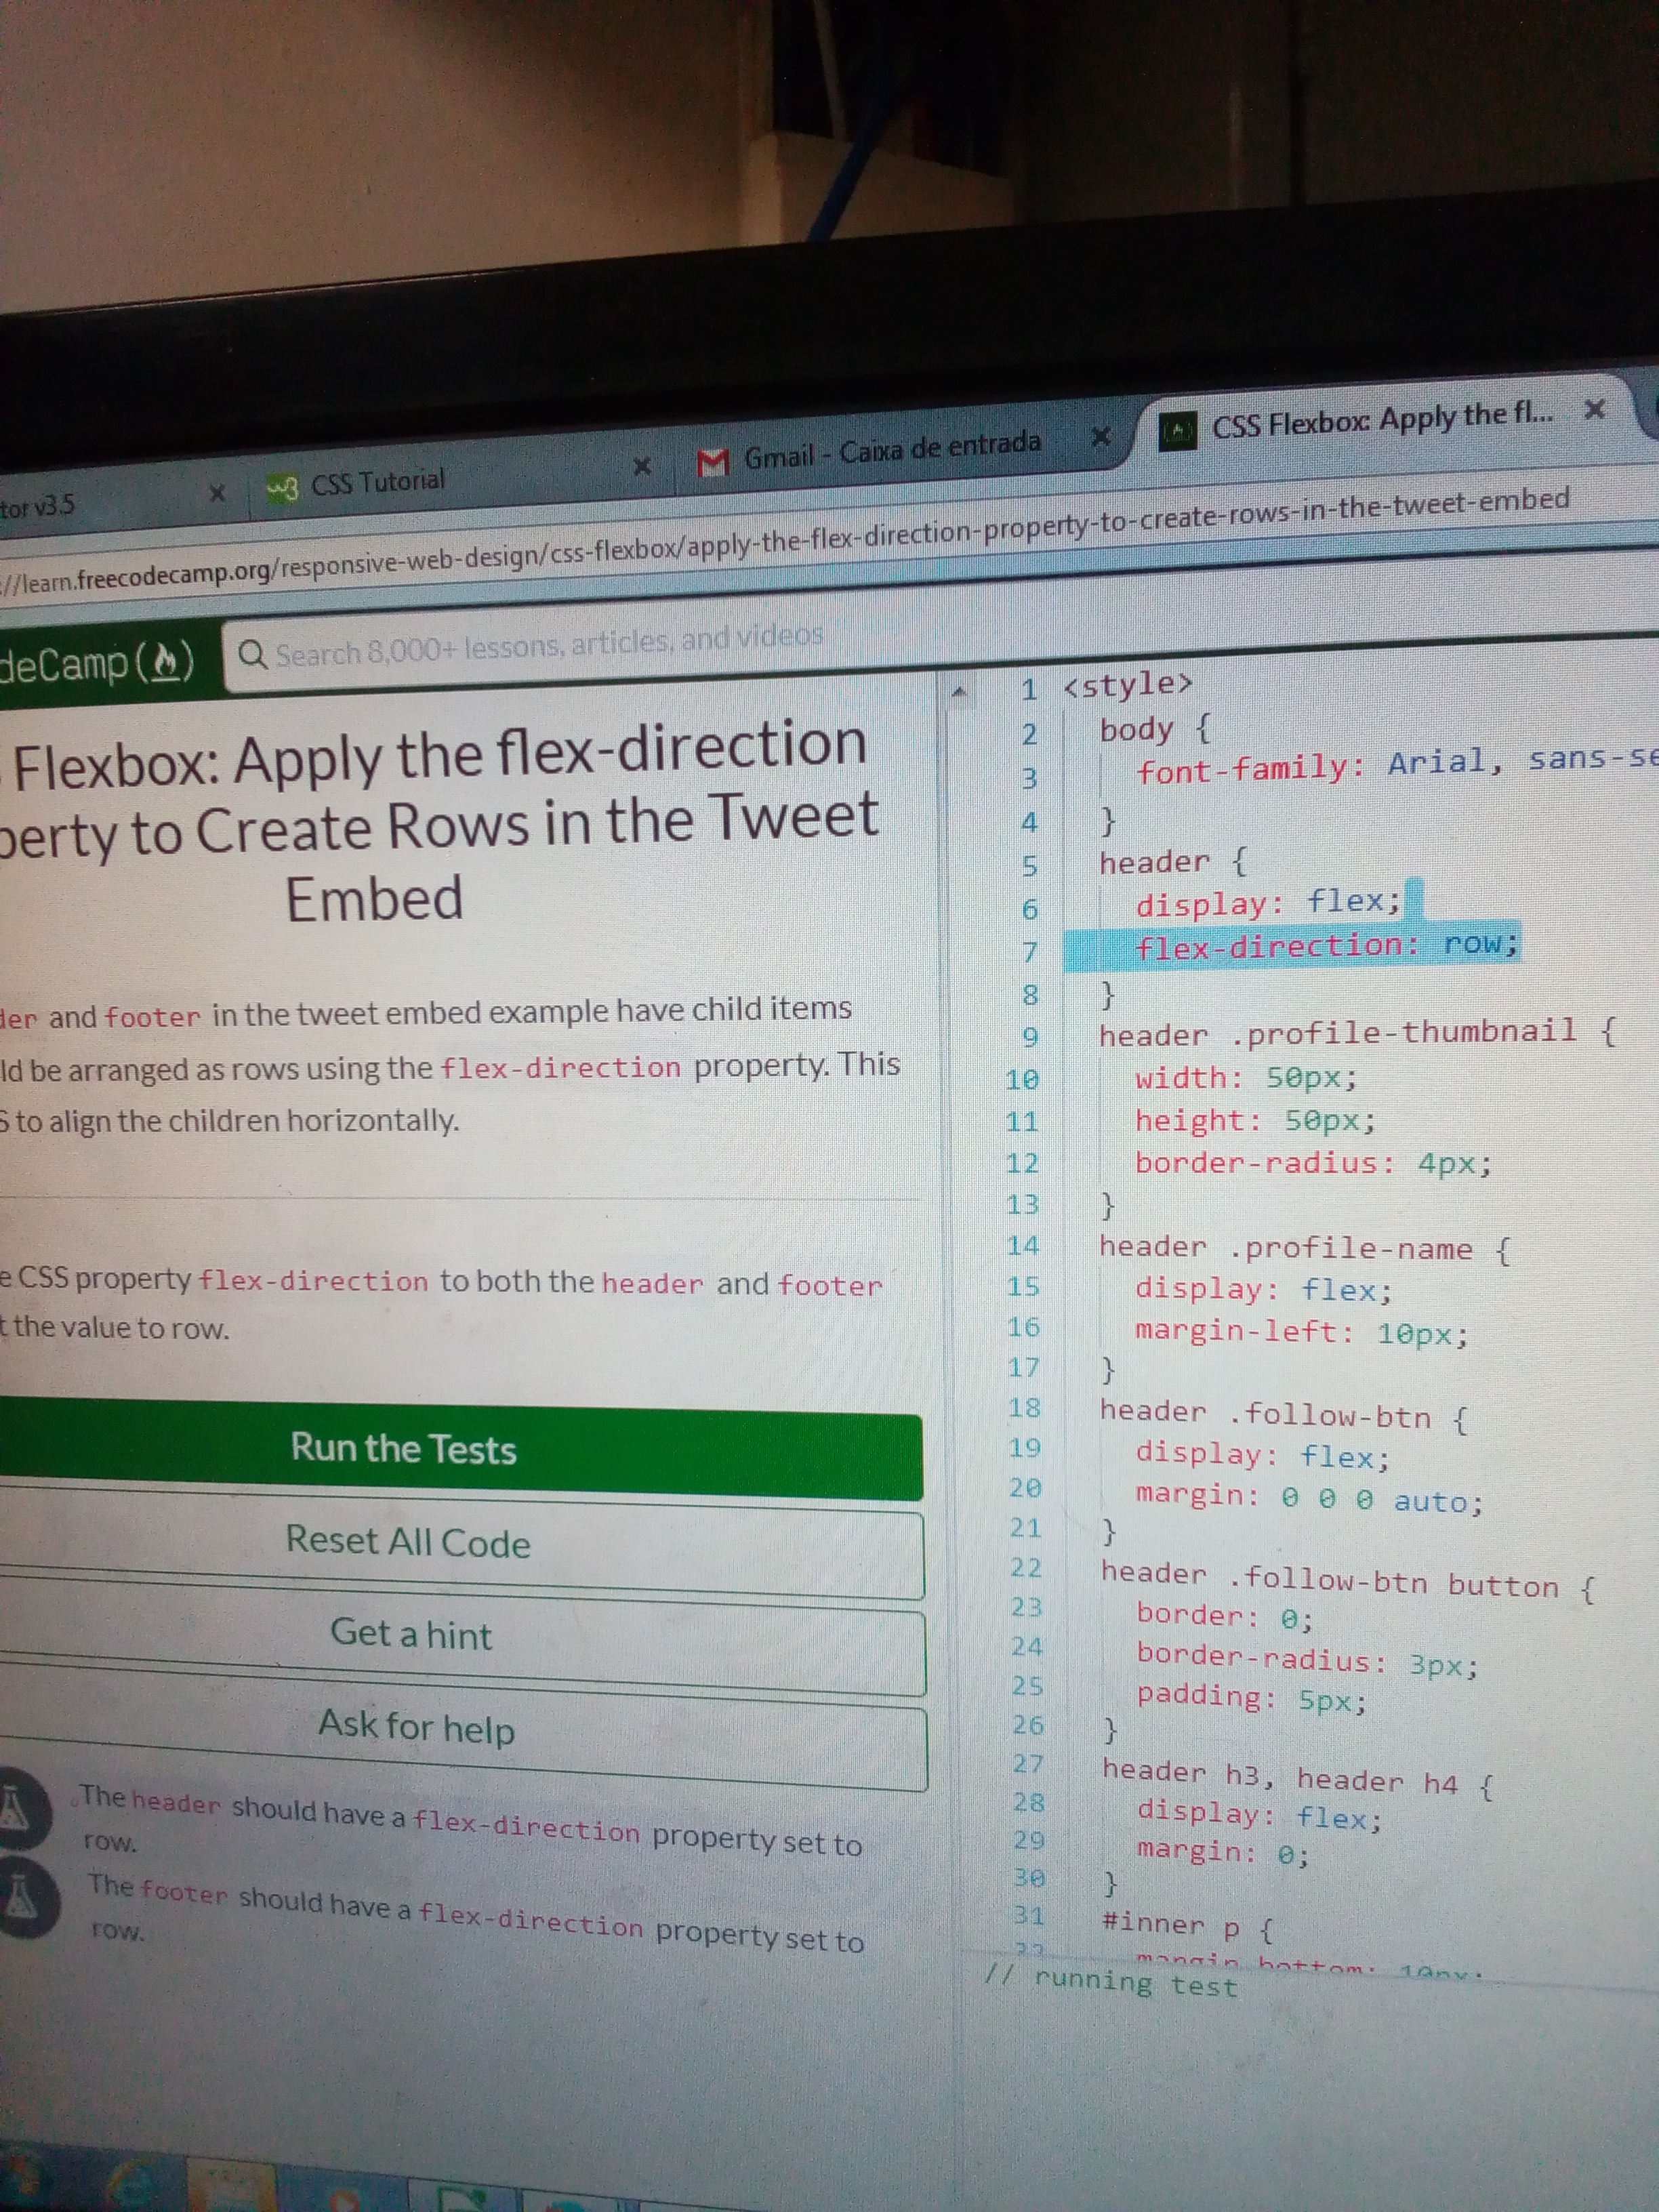 tor v3.5
CSS Tutorial
Gmail - Caixa de entrada
CSS Flexbox: Apply the fl...
://learn.freecodecamp.org/responsive-web-design/css-flexbox/apply-the-flex-direction-property-to-create-rows-in-the-tweet-embed
deCamp
Search 8,000+ lessons, articles, and videos
Flexbox: Apply the flex-direction
perty to Create Rows in the Tweet
Embed
der and footer in the tweet embed example have child items
ld be arranged as rows using the flex-direction property. This
S to align the children horizontally.
e CSS property flex-direction to both the header and footer
t the value to row.
Run the Tests
Reset All Code
Get a hint
Ask for help
The header should have a flex-direction property set to
row.
The footer should have a flex-direction property set to
row.
1 <style>
2 body {
3 font-family: Arial, sans-se
4 }
5 header {
6 display: flex;
7 flex-direction: row;
8 }
9 header .profile-thumbnail {
10 width: 50px;
11 height: 50px;
12 border-radius: 4px;
13 }
14 header .profile-name {
15 display: flex;
16 margin-left: 10px;
17 }
18 header .follow-btn {
19 display: flex;
20 margin: 0 0 0 auto;
21 }
22 header .follow-btn button {
23 border: 0;
24 border-radius: 3px;
25 padding: 5px;
26 }
27 header h3, header h4 {
28 display: flex;
29 margin: 0;
30 }
31 #inner p {
margin-bottom: 10px;
// running test